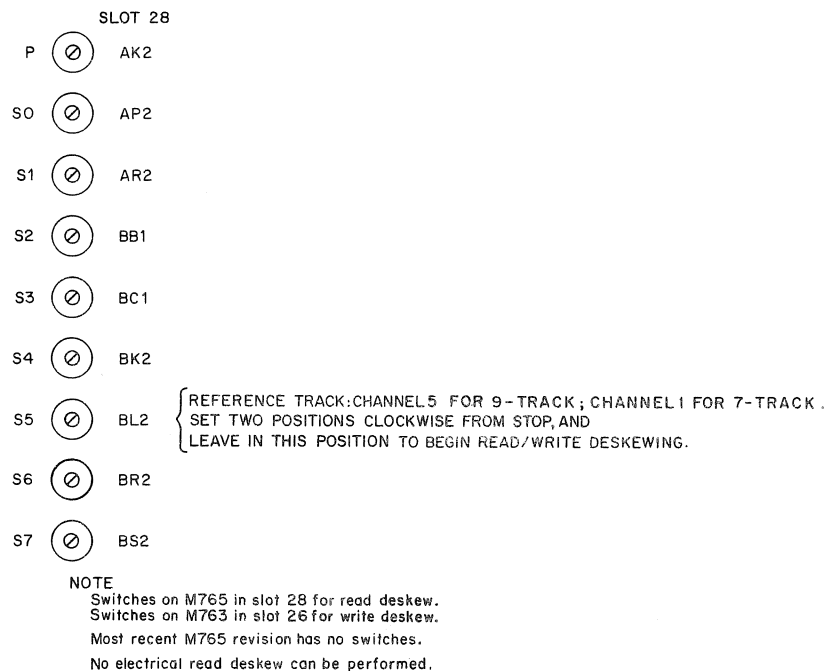 SLOT 28
P AK2
S0 AP2
S1 AR2
S2 BB1
S3 BC1
S4 BK2
REFERENCE TRACK:CHANNEL 5 FOR 9-TRACK; CHANNEL 1 FOR 7-TRACK.
S5 BL2 SET TWO POSITIONS CLOCKWISE FROM STOP, AND
LEAVE IN THIS POSITION TO BEGIN READ/WRITE DESKEWING.
S6 BR2
S7 BS2
NOTE
Switches on M765 in slot 28 for read deskew.
Switches on M763 in slot 26 for write deskew.
Most recent M765 revision has no switches.
No electrical read deskew can be performed.